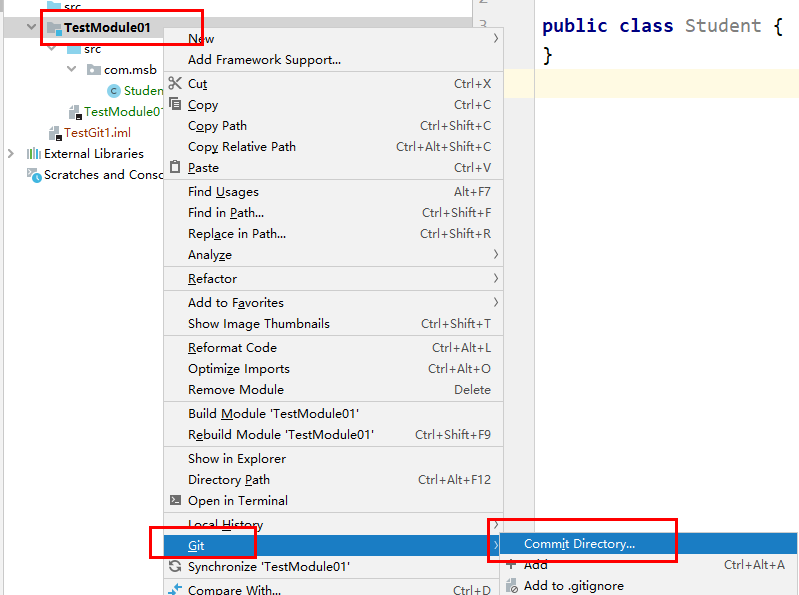 src
TestModule01
src
com.msb
Studen
TestModule01
TestGit1.iml
External Libraries
Scratches and Consc
New
Add Framework Support...
Cut Ctrl+X
Copy Ctrl+C
Copy Path Ctrl+Shift+C
Copy Relative Path Ctrl+Alt+Shift+C
Paste Ctrl+V
Find Usages Alt+F7
Find in Path... Ctrl+Shift+F
Replace in Path... Ctrl+Shift+R
Analyze
Refactor
Add to Favorites
Show Image Thumbnails Ctrl+Shift+T
Reformat Code Ctrl+Alt+L
Optimize Imports Ctrl+Alt+O
Remove Module Delete
Build Module 'TestModule01'
Rebuild Module 'TestModule01' Ctrl+Shift+F9
Show in Explorer
Directory Path Ctrl+Alt+F12
Open in Terminal
Local History
Git
Synchronize 'TestModule01'
Compare With... Ctrl+D
Commit Directory...
Add Ctrl+Alt+A
Add to .gitignore
3
public class Student {
}